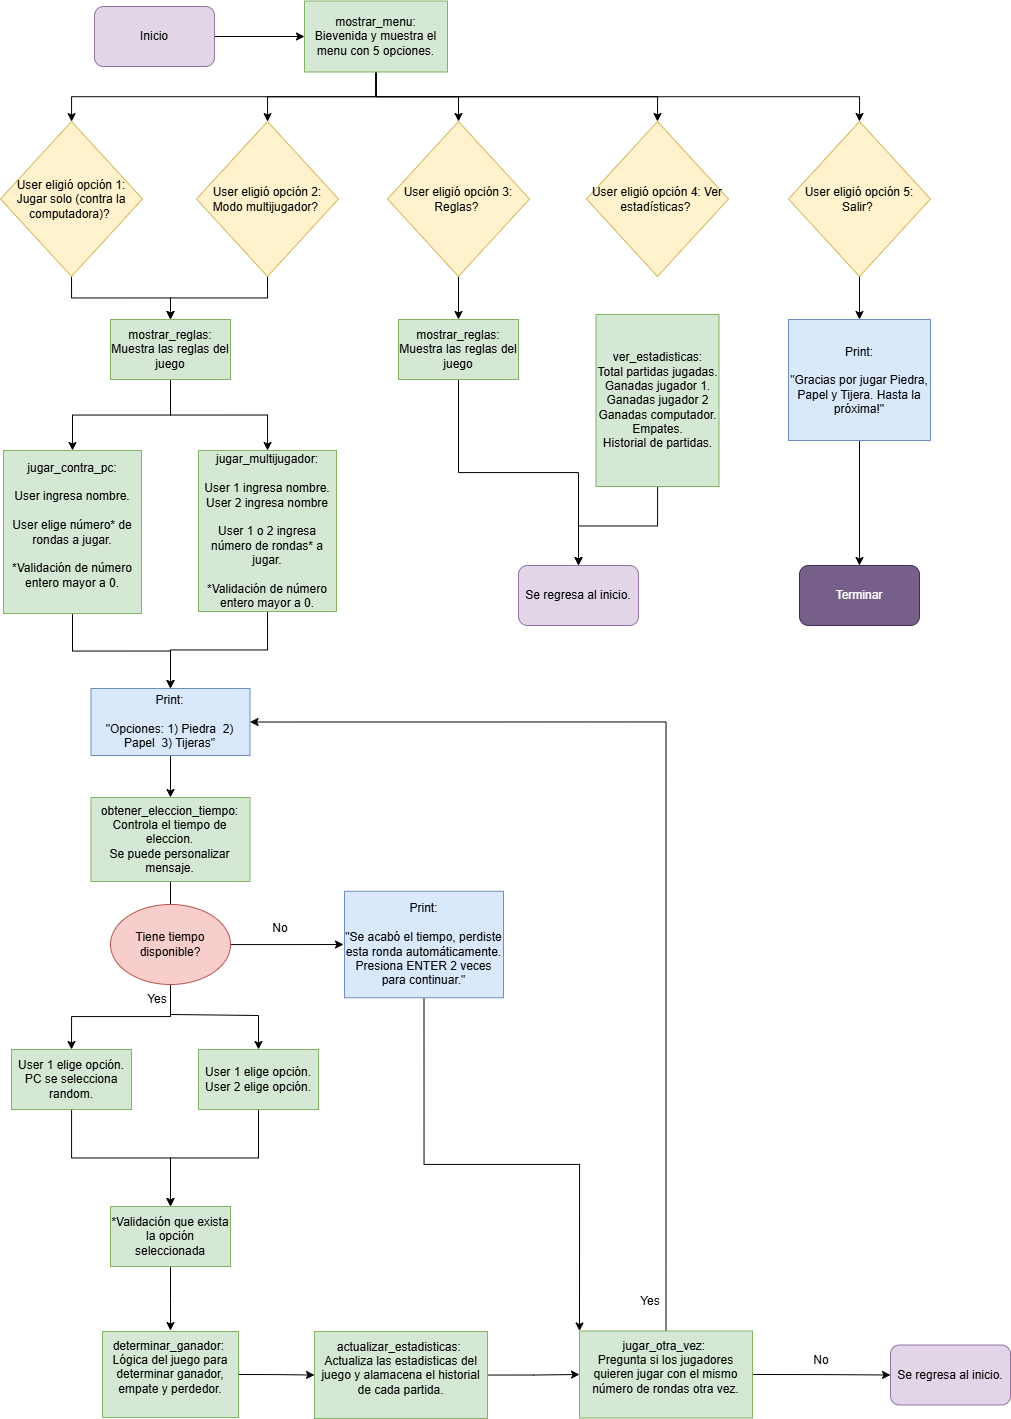 Inicio
mostrar_menu:
Bievenida y muestra el
menu con 5 opciones.
User eligió opción 1:
Jugar solo (contra la
computadora)?
User eligió opción 2:
Modo multijugador?
User eligió opción 3:
Reglas?
User eligió opción 4: Ver
estadísticas?
User eligió opción 5:
Salir?
mostrar_reglas:
Muestra las reglas del
juego
mostrar_reglas:
Muestra las reglas del
juego
ver_estadisticas:
Total partidas jugadas.
Ganadas jugador 1.
Ganadas jugador 2
Ganadas computador.
Empates.
Historial de partidas.
Print:
"Gracias por jugar Piedra,
Papel y Tijera. Hasta la
próxima!"
jugar_contra_pc:
User ingresa nombre.
User elige número* de
rondas a jugar.
*Validación de número
entero mayor a 0.
jugar_multijugador:
User 1 ingresa nombre.
User 2 ingresa nombre
User 1 o 2 ingresa
número de rondas* a
jugar.
*Validación de número
entero mayor a 0.
Se regresa al inicio.
Terminar
Print:
"Opciones: 1) Piedra  2)
Papel  3) Tijeras"
obtener_eleccion_tiempo:
Controla el tiempo de
eleccion.
Se puede personalizar
mensaje.
Tiene tiempo
disponible?
No
Print:
"Se acabó el tiempo, perdiste
esta ronda automáticamente.
Presiona ENTER 2 veces
para continuar."
Yes
User 1 elige opción.
PC se selecciona
random.
User 1 elige opción.
User 2 elige opción.
*Validación que exista
la opción
seleccionada
Yes
determinar_ganador:
Lógica del juego para
determinar ganador,
empate y perdedor.
actualizar_estadisticas:
Actualiza las estadisticas del
juego y alamacena el historial
de cada partida.
jugar_otra_vez:
Pregunta si los jugadores
quieren jugar con el mismo
número de rondas otra vez.
No
Se regresa al inicio.